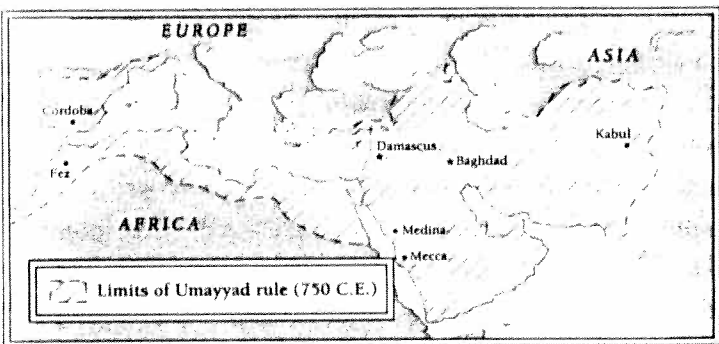 EUROPE
ASIA
Cordoba
Kabul
Damascus
Baghdad
Fez
AFRICA
Medina
Mecca
Limits of Umayyad rule (750 C.E.)